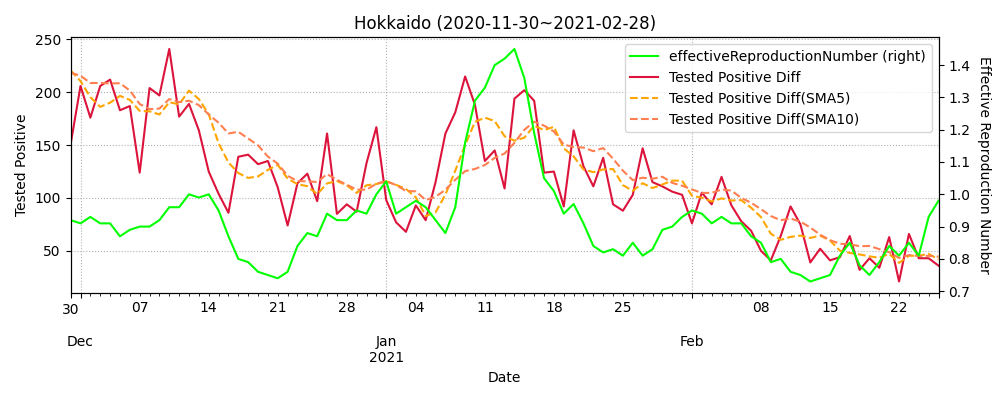 Hokkaido (2020-11-30~2021-02-28)
effectiveReproductionNumber (right)
Tested Positive Diff
Tested Positive Diff(SMA5)
Tested Positive Diff(SMA10)
Tested Positive
250
200
150
100
50
1.4
1.3
1.2
1.1
1.0
0.9
0.8
0.7
Effective Reproduction Number
30 07 14 21 28 04 11 18 25 08 15 22
Dec Jan Feb
2021
Date